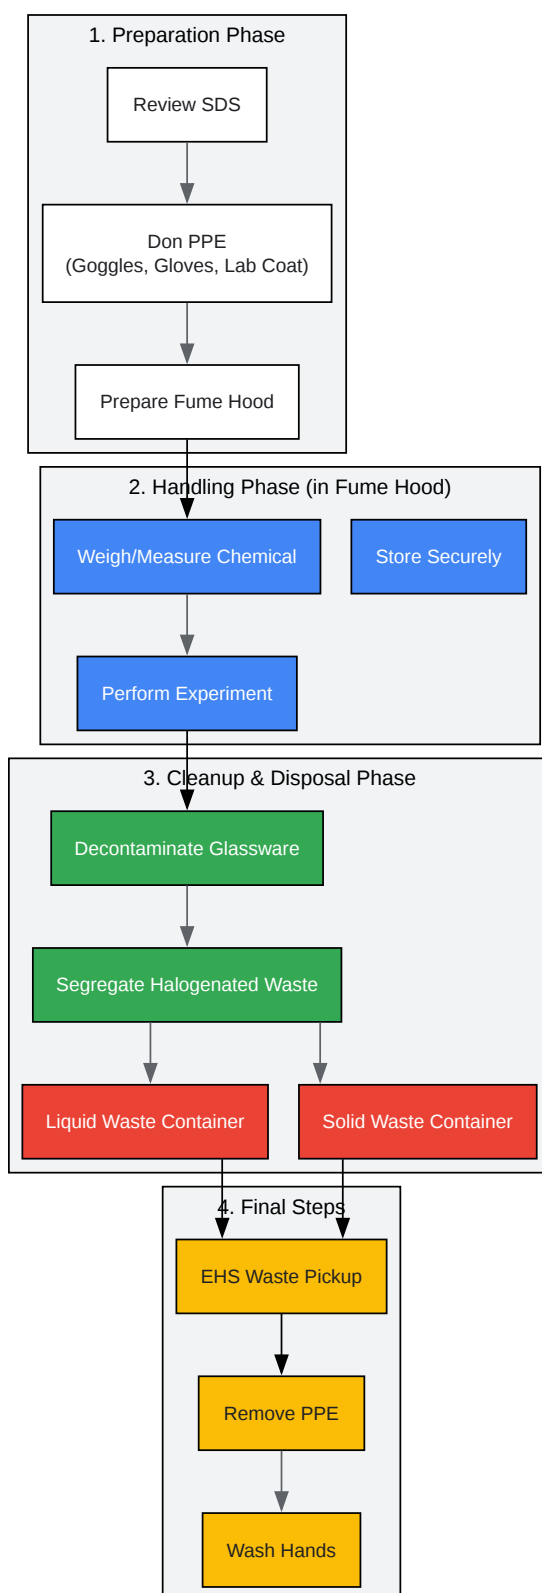 1. Preparation Phase
Review SDS
Don PPE
(Goggles, Gloves, Lab Coat)
Prepare Fume Hood
2. Handling Phase (in Fume Hood)
Weigh/Measure Chemical
Store Securely
Perform Experiment
3. Cleanup & Disposal Phase
Decontaminate Glassware
Segregate Halogenated Waste
Liquid Waste Container
Solid Waste Container
4. Final Steps
EHS Waste Pickup
Remove PPE
Wash Hands